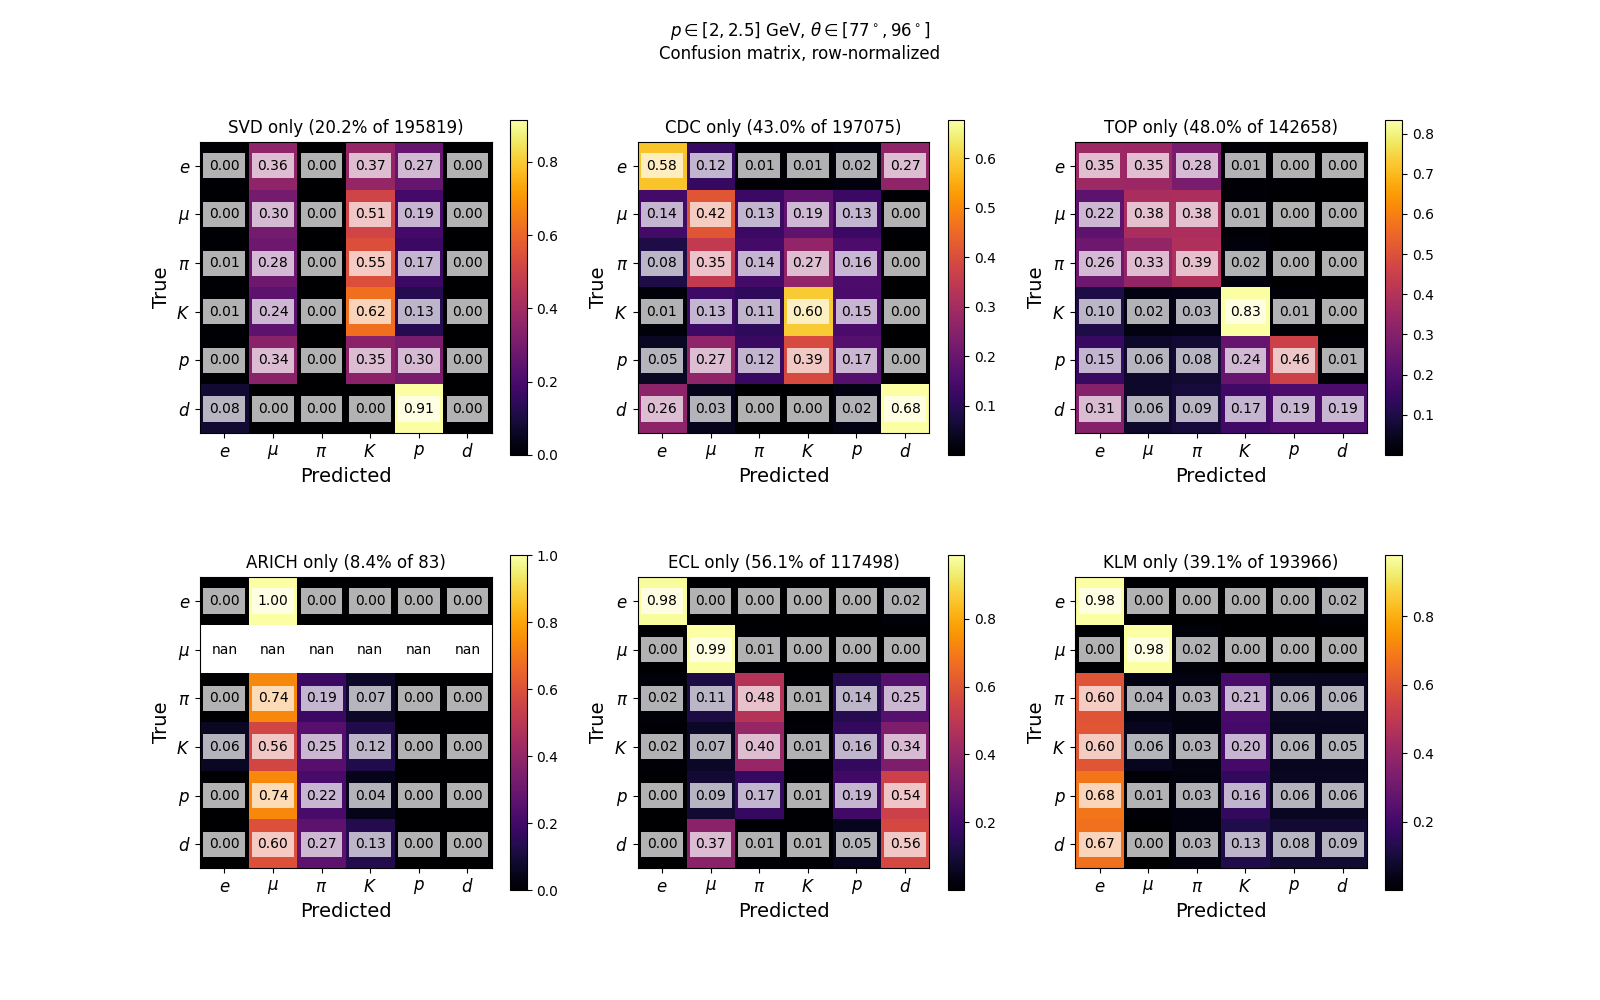 p ∈ [2, 2.5] GeV, θ ∈ [77°, 96°]
Confusion matrix, row-normalized
SVD only (20.2% of 195819)
e 0.00 0.36 0.00 0.37 0.27 0.00
μ 0.00 0.30 0.00 0.51 0.19 0.00
π 0.01 0.28 0.00 0.55 0.17 0.00
K 0.01 0.24 0.00 0.62 0.13 0.00
p 0.00 0.34 0.00 0.35 0.30 0.00
d 0.08 0.00 0.00 0.00 0.91 0.00
e μ π K p d
True
Predicted
0.8
0.6
0.4
0.2
0.0
CDC only (43.0% of 197075)
e 0.58 0.12 0.01 0.01 0.02 0.27
μ 0.14 0.42 0.13 0.19 0.13 0.00
π 0.08 0.35 0.14 0.27 0.16 0.00
K 0.01 0.13 0.11 0.60 0.15 0.00
p 0.05 0.27 0.12 0.39 0.17 0.00
d 0.26 0.03 0.00 0.00 0.02 0.68
e μ π K p d
True
Predicted
0.6
0.5
0.4
0.3
0.2
0.1
TOP only (48.0% of 142658)
e 0.35 0.35 0.28 0.01 0.00 0.00
μ 0.22 0.38 0.38 0.01 0.00 0.00
π 0.26 0.33 0.39 0.02 0.00 0.00
K 0.10 0.02 0.03 0.83 0.01 0.00
p 0.15 0.06 0.08 0.24 0.46 0.01
d 0.31 0.06 0.09 0.17 0.19 0.19
e μ π K p d
True
Predicted
0.8
0.7
0.6
0.5
0.4
0.3
0.2
0.1
ARICH only (8.4% of 83)
e 0.00 1.00 0.00 0.00 0.00 0.00
μ nan nan nan nan nan nan
π 0.00 0.74 0.19 0.07 0.00 0.00
K 0.06 0.56 0.25 0.12 0.00 0.00
p 0.00 0.74 0.22 0.04 0.00 0.00
d 0.00 0.60 0.27 0.13 0.00 0.00
e μ π K p d
True
Predicted
1.0
0.8
0.6
0.4
0.2
0.0
ECL only (56.1% of 117498)
e 0.98 0.00 0.00 0.00 0.00 0.02
μ 0.00 0.99 0.01 0.00 0.00 0.00
π 0.02 0.11 0.48 0.01 0.14 0.25
K 0.02 0.07 0.40 0.01 0.16 0.34
p 0.00 0.09 0.17 0.01 0.19 0.54
d 0.00 0.37 0.01 0.01 0.05 0.56
e μ π K p d
True
Predicted
0.8
0.6
0.4
0.2
KLM only (39.1% of 193966)
e 0.98 0.00 0.00 0.00 0.00 0.02
μ 0.00 0.98 0.02 0.00 0.00 0.00
π 0.60 0.04 0.03 0.21 0.06 0.06
K 0.60 0.06 0.03 0.20 0.06 0.05
p 0.68 0.01 0.03 0.16 0.06 0.06
d 0.67 0.00 0.03 0.13 0.08 0.09
e μ π K p d
True
Predicted
0.8
0.6
0.4
0.2